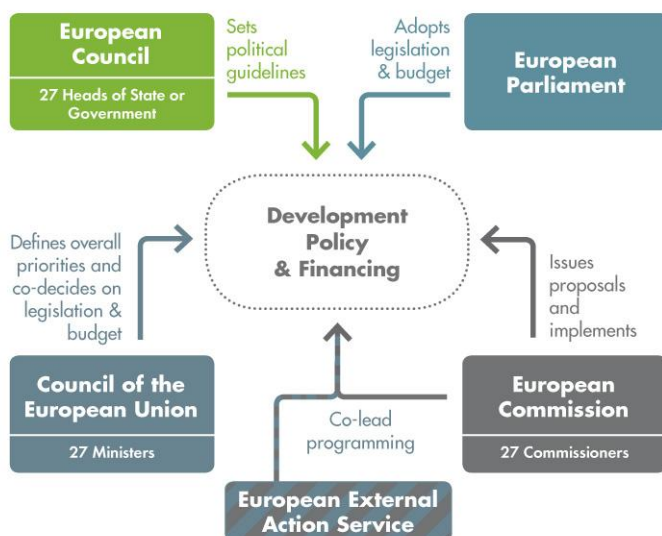 European
Council
27 Heads of State or
Government
Sets
political
guidelines
Adopts
legislation
& budget
European
Parliament
Development
Policy
& Financing
Defines overall
priorities and
co-decides on
legislation &
budget
Issues
proposals
and
implements
Council of the
European Union
27 Ministers
Co-lead
programming
European
Commission
27 Commissioners
European External
Action Service